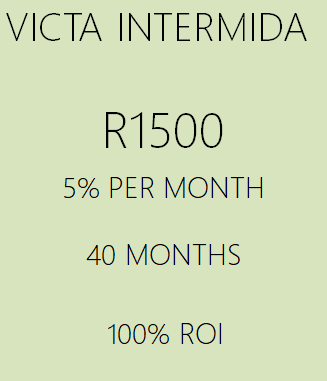 VICTA INTERMIDA
R1500
5% PER MONTH
40 MONTHS
100% ROI